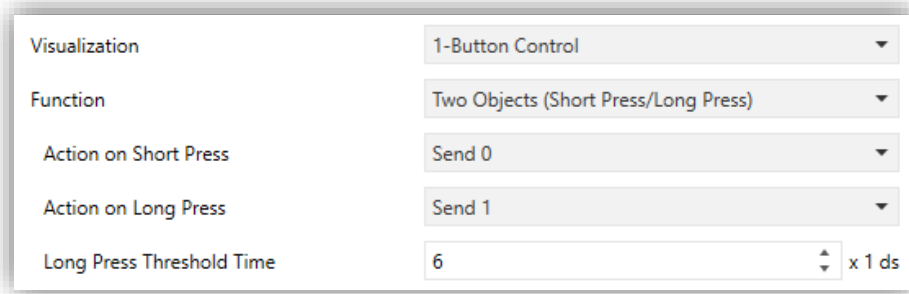 Visualization 1-Button Control
Function Two Objects (Short Press/Long Press)
Action on Short Press Send 0
Action on Long Press Send 1
Long Press Threshold Time 6 x 1 ds